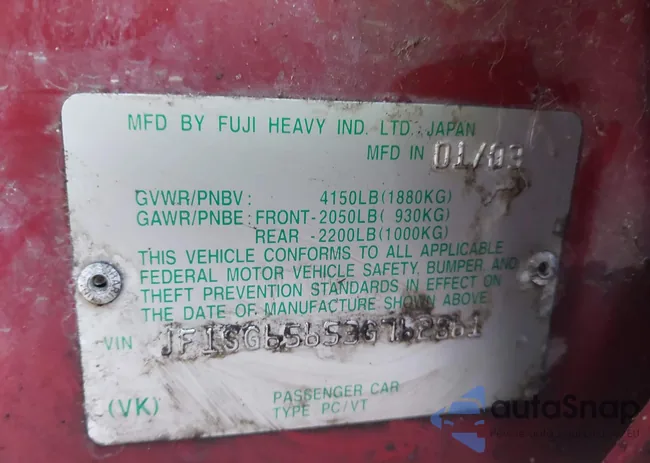 MFD BY FUJI HEAVY IND. LTD., JAPAN
MFD IN 01/03
GVWR/PNBV: 4150LB(1880KG)
GAWR/PNBE: FRONT-2050LB( 930KG)
REAR -2200LB(1000KG)
THIS VEHICLE CONFORMS TO ALL APPLICABLE
FEDERAL MOTOR VEHICLE SAFETY, BUMPER, AND
THEFT PREVENTION STANDARDS IN EFFECT ON
THE DATE OF MANUFACTURE SHOWN ABOVE.
VIN
(VK)
PASSENGER CAR
TYPE PC/VT
autoSnap